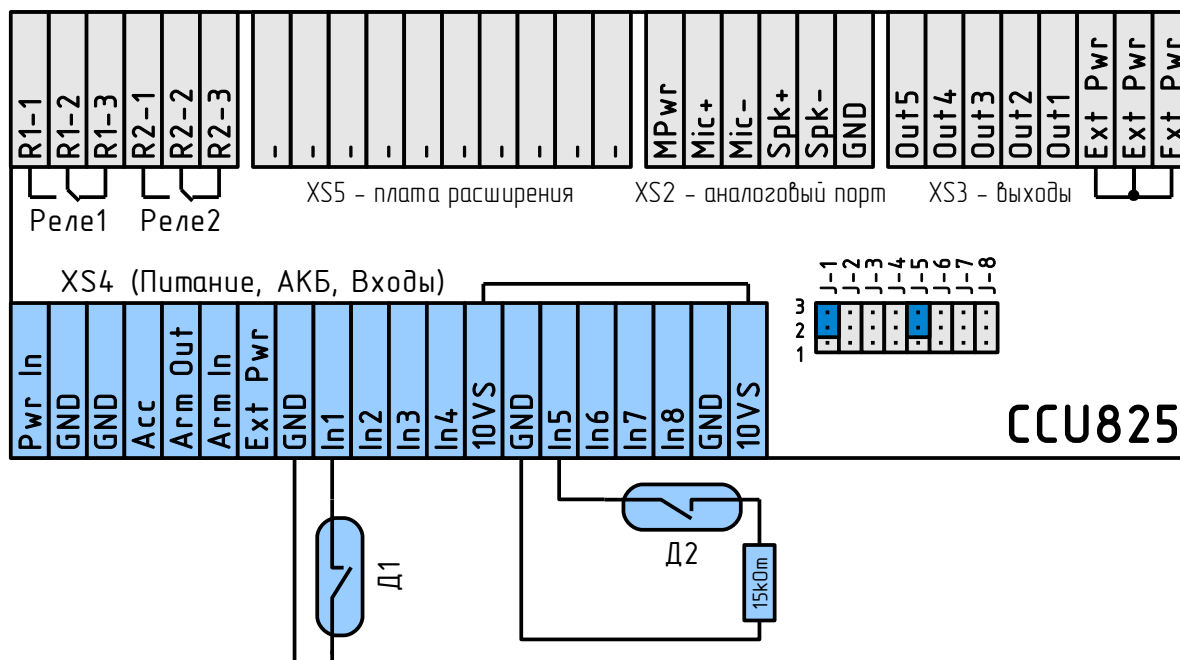 R1-1 R1-2 R1-3 R2-1 R2-2 R2-3 - - - - - - - - - - MPwr Mic+ Mic- Spk+ Spk- GND Out5 Out4 Out3 Out2 Out1 Ext Pwr Ext Pwr Ext Pwr
XS5 - плата расширения XS2 - аналоговый порт XS3 - выходы
Реле1 Реле2
XS4 (Питание, АКБ, Входы)
J-1 J-2 J-3 J-4 J-5 J-6 J-7 J-8
3
2
1
Pwr In GND GND Acc Arm Out Arm In Ext Pwr GND In1 In2 In3 In4 10VS GND In5 In6 In7 In8 GND 10VS
CCU825
Д2
Д1
15kОm